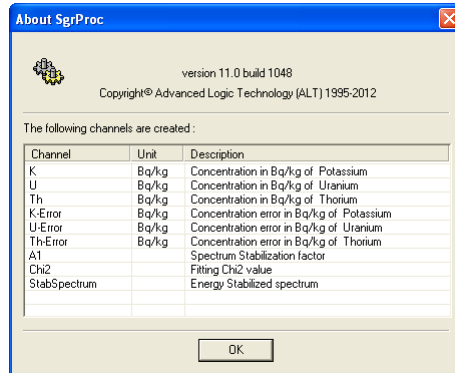 About SgrProc
version 11.0 build 1048
Copyright© Advanced Logic Technology (ALT) 1995-2012
The following channels are created :
Channel Unit Description
K Bq/kg Concentration in Bq/kg of Potassium
U Bq/kg Concentration in Bq/kg of Uranium
Th Bq/kg Concentration in Bq/kg of Thorium
K-Error Bq/kg Concentration error in Bq/kg of Potassium
U-Error Bq/kg Concentration error in Bq/kg of Uranium
Th-Error Bq/kg Concentration error in Bq/kg of Thorium
A1 Spectrum Stabilization factor
Chi2 Fitting Chi2 value
StabSpectrum Energy Stabilized spectrum
OK